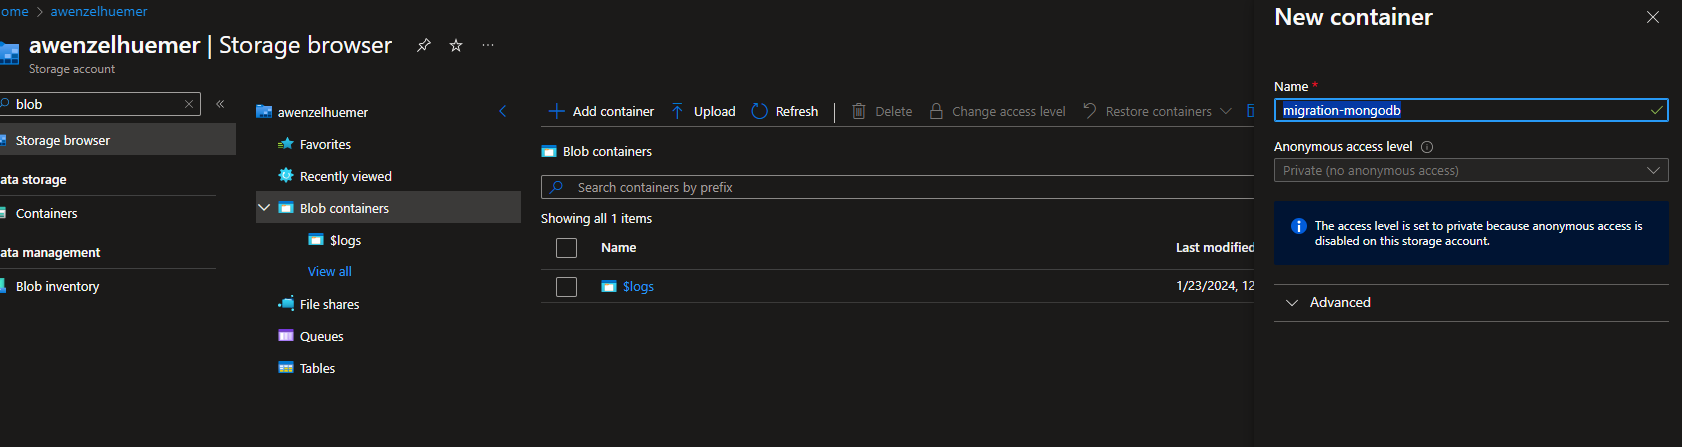 ome > awenzelhuemer
awenzelhuemer | Storage browser
Storage account
blob
Storage browser
ata storage
Containers
ata management
Blob inventory
awenzelhuemer
Favorites
Recently viewed
Blob containers
$logs
View all
File shares
Queues
Tables
Add container Upload Refresh Delete Change access level Restore containers
Blob containers
Search containers by prefix
Showing all 1 items
Name Last modified
$logs 1/23/2024, 12
New container
Name *
migration-mongodb
Anonymous access level
Private (no anonymous access)
The access level is set to private because anonymous access is
disabled on this storage account.
Advanced